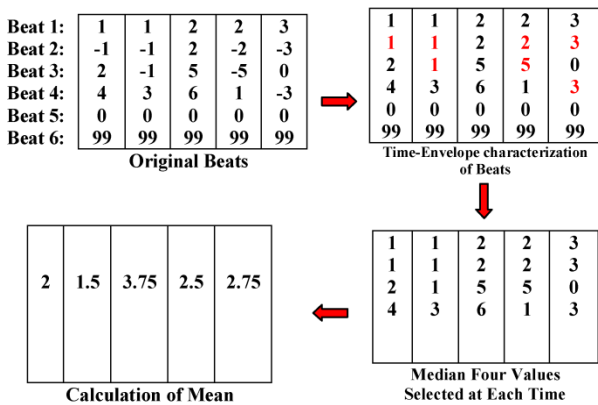 Beat 1: 1 1 2 2 3
Beat 2: -1 -1 2 -2 -3
Beat 3: 2 -1 5 -5 0
Beat 4: 4 3 6 1 -3
Beat 5: 0 0 0 0 0
Beat 6: 99 99 99 99 99
Original Beats
1 1 2 2 3
1 1 2 2 3
2 1 5 5 0
4 3 6 1 3
0 0 0 0 0
99 99 99 99 99
Time-Envelope characterization
of Beats
1 1 2 2 3
1 1 2 2 3
2 1 5 5 0
4 3 6 1 3
Median Four Values
Selected at Each Time
2 1.5 3.75 2.5 2.75
Calculation of Mean